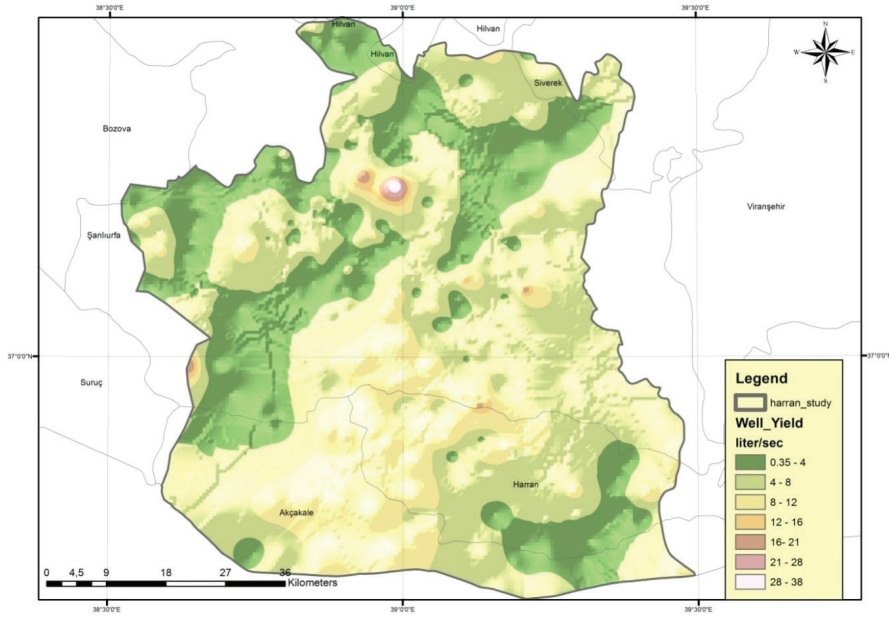 38°30'0"E 39°0'0"E 39°30'0"E
N
W E
S
Hilvan
Hilvan
Hilvan
Siverek
Bozova
Viranşehir
Şanlıurfa
37°0'0"N 37°0'0"N
Suruç
Harran
Akçakale
Legend
harran_study
Well_Yield
liter/sec
0.35 - 4
4 - 8
8 - 12
12 - 16
16 - 21
21 - 28
28 - 38
0 4,5 9 18 27 36
Kilometers
38°30'0"E 39°0'0"E 39°30'0"E